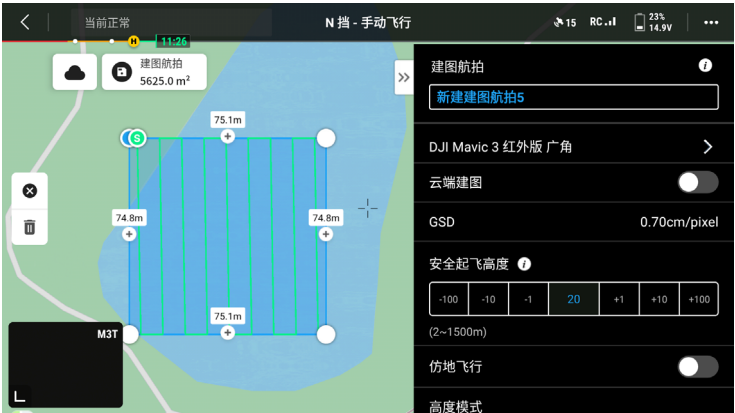 当前正常
N 挡 - 手动飞行
15
RC
23%
14.9V
H
11:26
建图航拍
5625.0 m²
75.1m
S
74.8m
74.8m
75.1m
M3T
建图航拍
新建建图航拍5
DJI Mavic 3 红外版 广角
云端建图
GSD
0.70cm/pixel
安全起飞高度
-100
-10
-1
20
+1
+10
+100
(2~1500m)
仿地飞行
高度模式